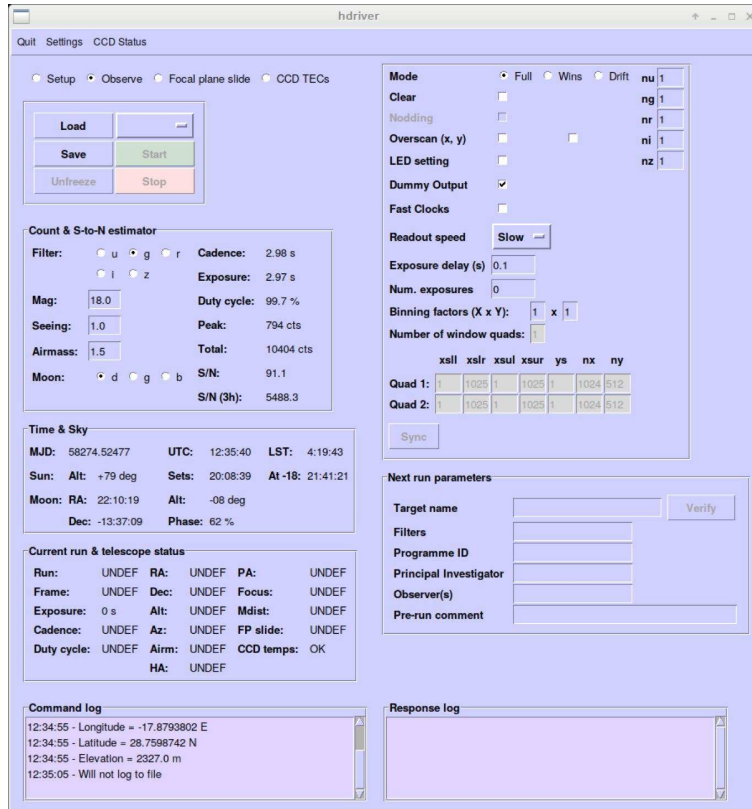 hdriver
Quit Settings CCD Status
Setup Observe Focal plane slide CCD TECs
Load
Save Start
Unfreeze Stop
Count & S-to-N estimator
Filter: u g r Cadence: 2.98 s
i z Exposure: 2.97 s
Mag: 18.0 Duty cycle: 99.7 %
Seeing: 1.0 Peak: 794 cts
Airmass: 1.5 Total: 10404 cts
Moon: d g b S/N: 91.1
S/N (3h): 5488.3
Time & Sky
MJD: 58274.52477 UTC: 12:35:40 LST: 4:19:43
Sun: Alt: +79 deg Sets: 20:08:39 At -18: 21:41:21
Moon: RA: 22:10:19 Alt: -08 deg
Dec: -13:37:09 Phase: 62 %
Current run & telescope status
Run: UNDEF RA: UNDEF PA: UNDEF
Frame: UNDEF Dec: UNDEF Focus: UNDEF
Exposure: 0 s Alt: UNDEF Mdist: UNDEF
Cadence: UNDEF Az: UNDEF FP slide: UNDEF
Duty cycle: UNDEF Airm: UNDEF CCD temps: OK
HA: UNDEF
Command log
12:34:55 - Longitude = -17.8793802 E
12:34:55 - Latitude = 28.7598742 N
12:34:55 - Elevation = 2327.0 m
12:35:05 - Will not log to file
Mode Full Wins Drift nu 1
Clear ng 1
Nodding nr 1
Overscan (x, y) ni 1
LED setting nz 1
Dummy Output
Fast Clocks
Readout speed Slow
Exposure delay (s) 0.1
Num. exposures 0
Binning factors (X x Y): 1 x 1
Number of window quads: 1
xsll xslr xsul xsur ys nx ny
Quad 1: 1 1025 1 1025 1 1024 512
Quad 2: 1 1025 1 1025 1 1024 512
Sync
Next run parameters
Target name Verify
Filters
Programme ID
Principal Investigator
Observer(s)
Pre-run comment
Response log